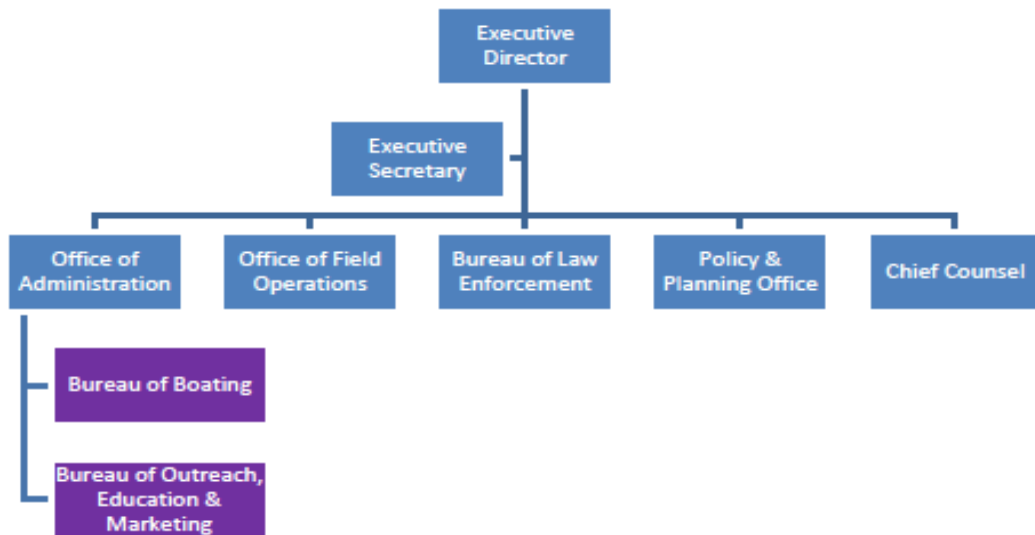 Executive
Director
Executive
Secretary
Office of
Administration
Office of Field
Operations
Bureau of Law
Enforcement
Policy &
Planning Office
Chief Counsel
Bureau of Boating
Bureau of Outreach,
Education &
Marketing